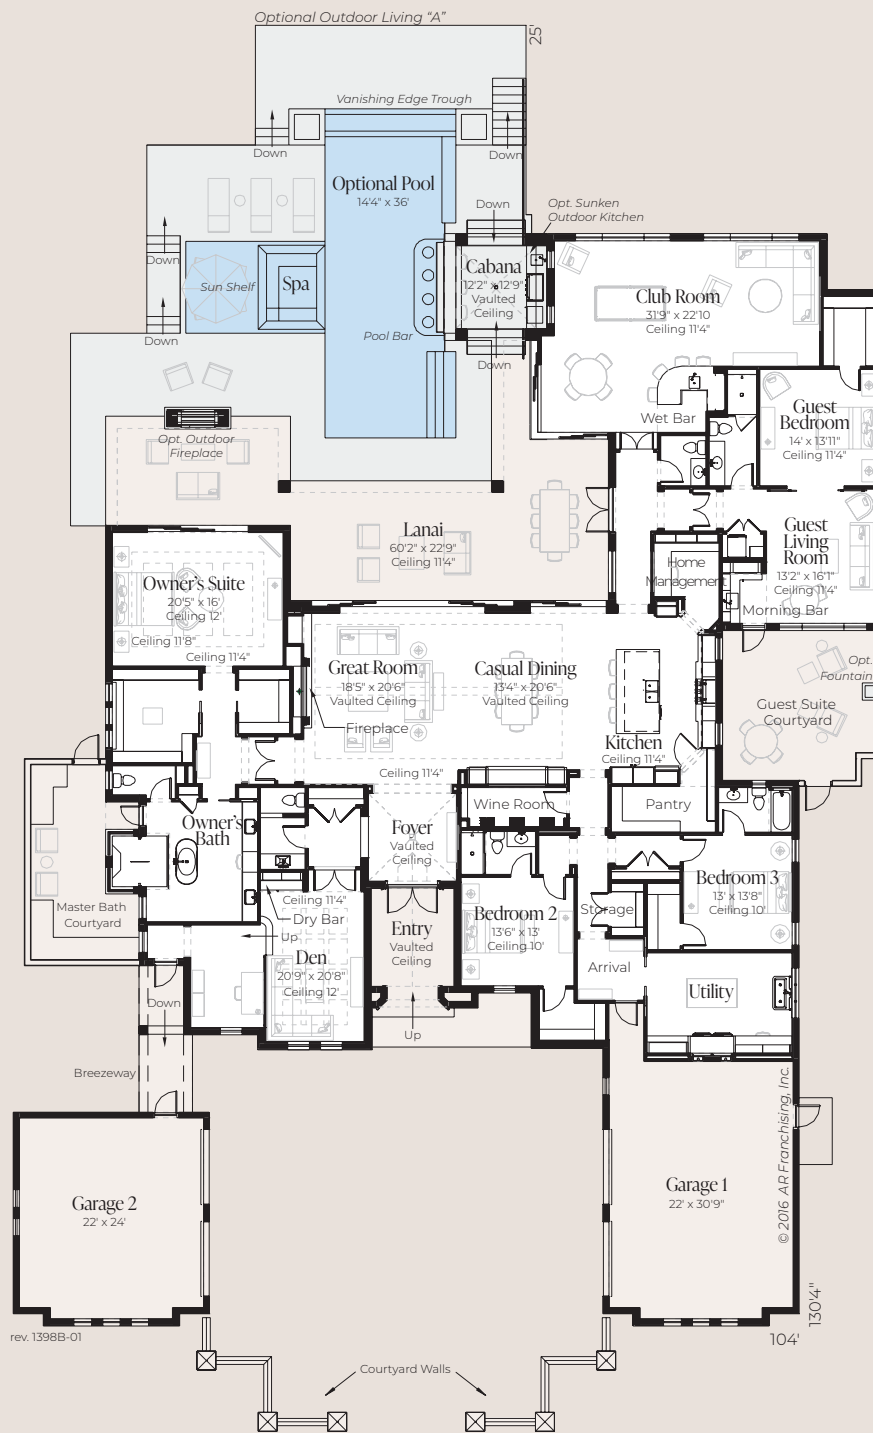 Optional Outdoor Living “A”
25'
Vanishing Edge Trough
Down
Down
Optional Pool
14'4" x 36'
Down
Opt. Sunken
Outdoor Kitchen
Down
Sun Shelf
Spa
Cabana
12'2" x 12'9"
Vaulted
Ceiling
Club Room
31'9" x 22'10
Ceiling 11'4"
Down
Pool Bar
Down
Wet Bar
Guest
Bedroom
14' x 13'11"
Ceiling 11'4"
Opt. Outdoor
Fireplace
Lanai
60'2" x 22'9"
Ceiling 11'4"
Guest
Living
Room
13'2" x 16'1"
Ceiling 11'4"
Home
Management
Morning Bar
Owner's Suite
20'5" x 16'
Ceiling 12'
Ceiling 11'8"
Ceiling 11'4"
Great Room
18'5" x 20'6"
Vaulted Ceiling
Casual Dining
13'4" x 20'6"
Vaulted Ceiling
Opt.
Fountain
Guest Suite
Courtyard
Fireplace
Kitchen
Ceiling 11'4"
Ceiling 11'4"
Wine Room
Pantry
Owner's
Bath
Foyer
Vaulted
Ceiling
Master Bath
Courtyard
Ceiling 11'4"
Dry Bar
Up
Den
20'9" x 20'8"
Ceiling 12'
Entry
Vaulted
Ceiling
Bedroom 2
13'6" x 13'
Ceiling 10'
Storage
Bedroom 3
13' x 13'8"
Ceiling 10'
Arrival
Utility
Down
Up
Breezeway
Garage 2
22' x 24'
Garage 1
22' x 30'9"
© 2016 AR Franchising, Inc.
130'4"
104'
rev. 1398B-01
Courtyard Walls